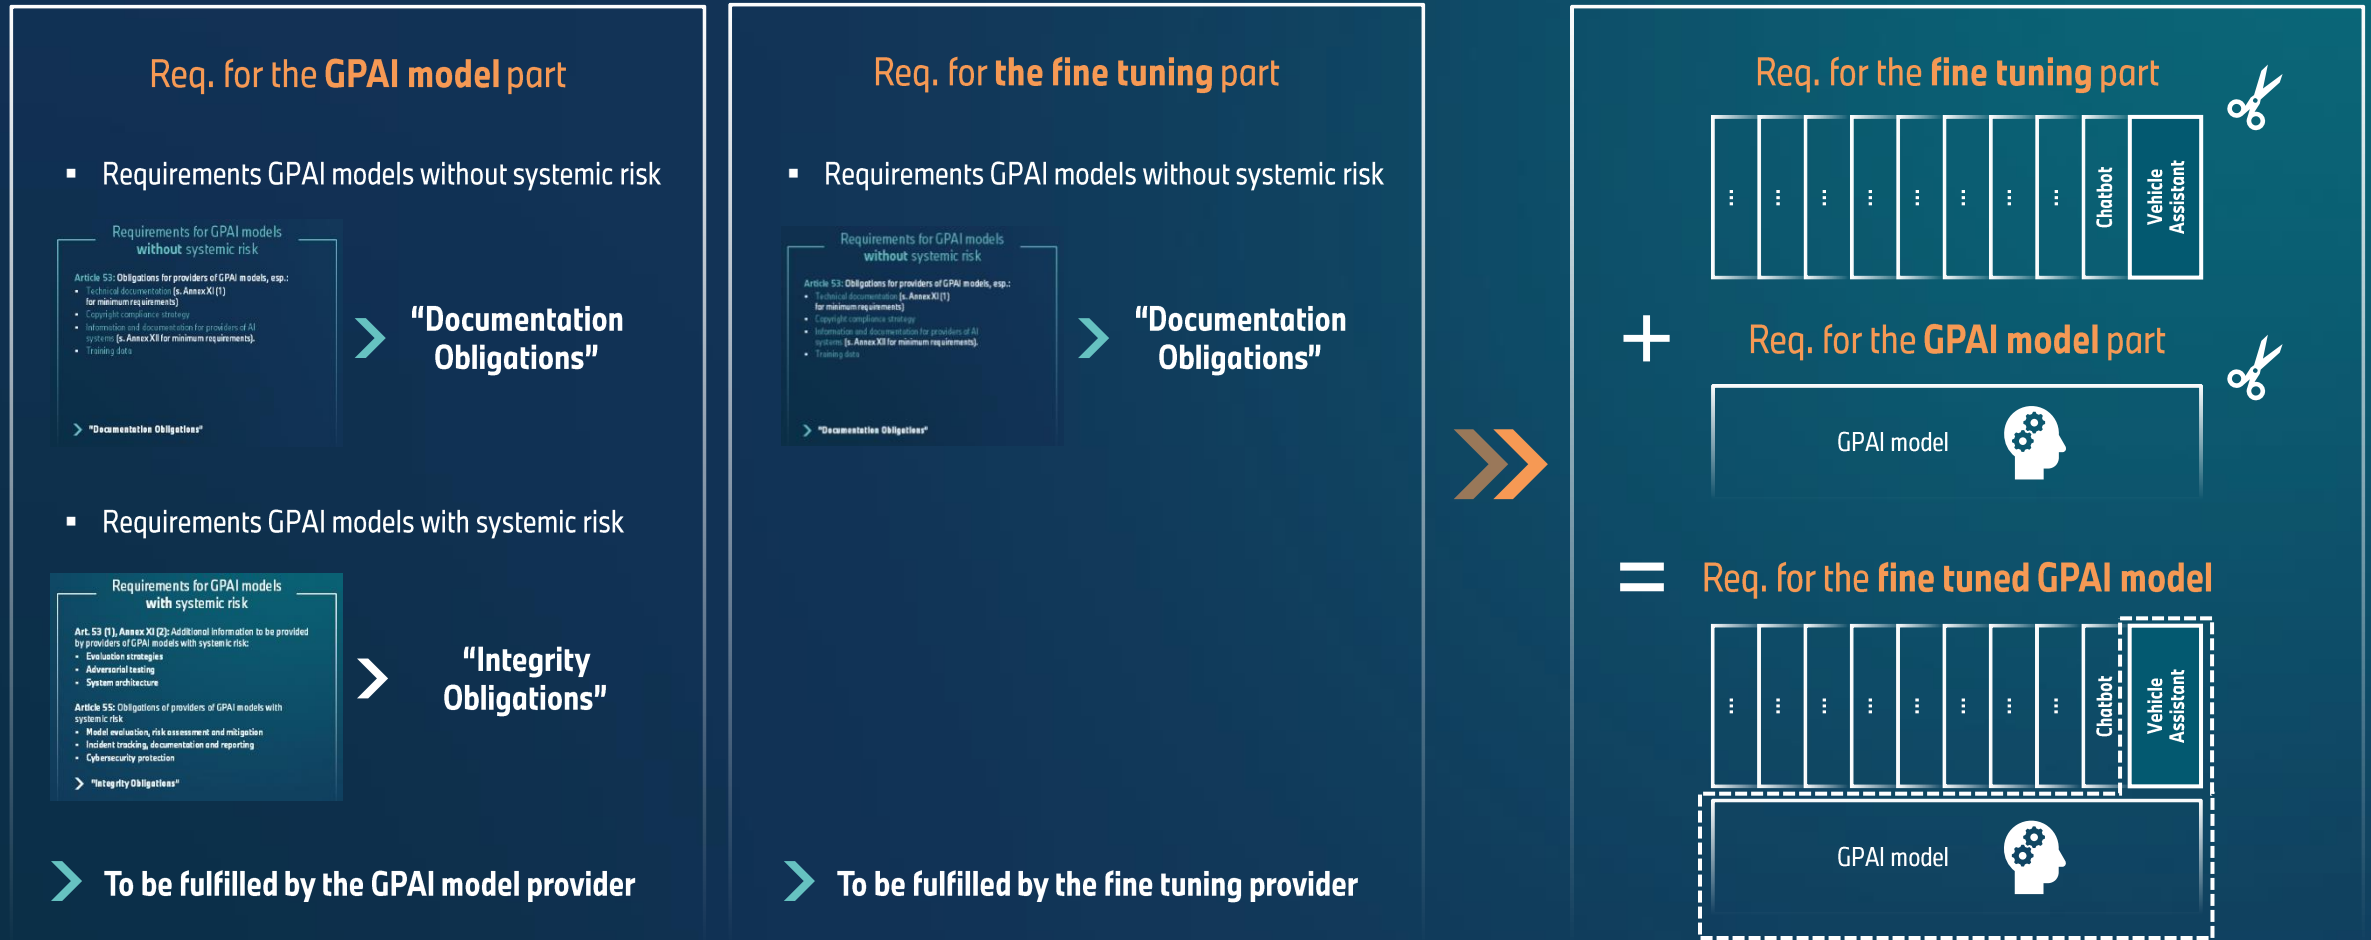 Req. for the GPAI model part
▪ Requirements GPAI models without systemic risk
Requirements for GPAI models
without systemic risk
Article 53: Obligations for providers of GPAI models, esp.:
• Technical documentation (s. Annex XI (1)
for minimum requirements)
• Copyright compliance strategy
• Information and documentation for providers of AI
systems (s. Annex XII for minimum requirements).
• Training data
"Documentation Obligations"
“Documentation
Obligations”
▪ Requirements GPAI models with systemic risk
Requirements for GPAI models
with systemic risk
Art. 53 (1), Annex XI (2): Additional information to be provided
by providers of GPAI models with systemic risk:
• Evaluation strategies
• Adversarial testing
• System architecture
Article 55: Obligations of providers of GPAI models with
systemic risk
• Model evaluation, risk assessment and mitigation
• Incident tracking, documentation and reporting
• Cybersecurity protection
"Integrity Obligations"
“Integrity
Obligations”
To be fulfilled by the GPAI model provider
Req. for the fine tuning part
▪ Requirements GPAI models without systemic risk
Requirements for GPAI models
without systemic risk
Article 53: Obligations for providers of GPAI models, esp.:
• Technical documentation (s. Annex XI (1)
for minimum requirements)
• Copyright compliance strategy
• Information and documentation for providers of AI
systems (s. Annex XII for minimum requirements).
• Training data
"Documentation Obligations"
“Documentation
Obligations”
To be fulfilled by the fine tuning provider
Req. for the fine tuning part
...
...
...
...
...
...
...
...
Chatbot
Vehicle
Assistant
+
Req. for the GPAI model part
GPAI model
=
Req. for the fine tuned GPAI model
...
...
...
...
...
...
...
...
Chatbot
Vehicle
Assistant
GPAI model